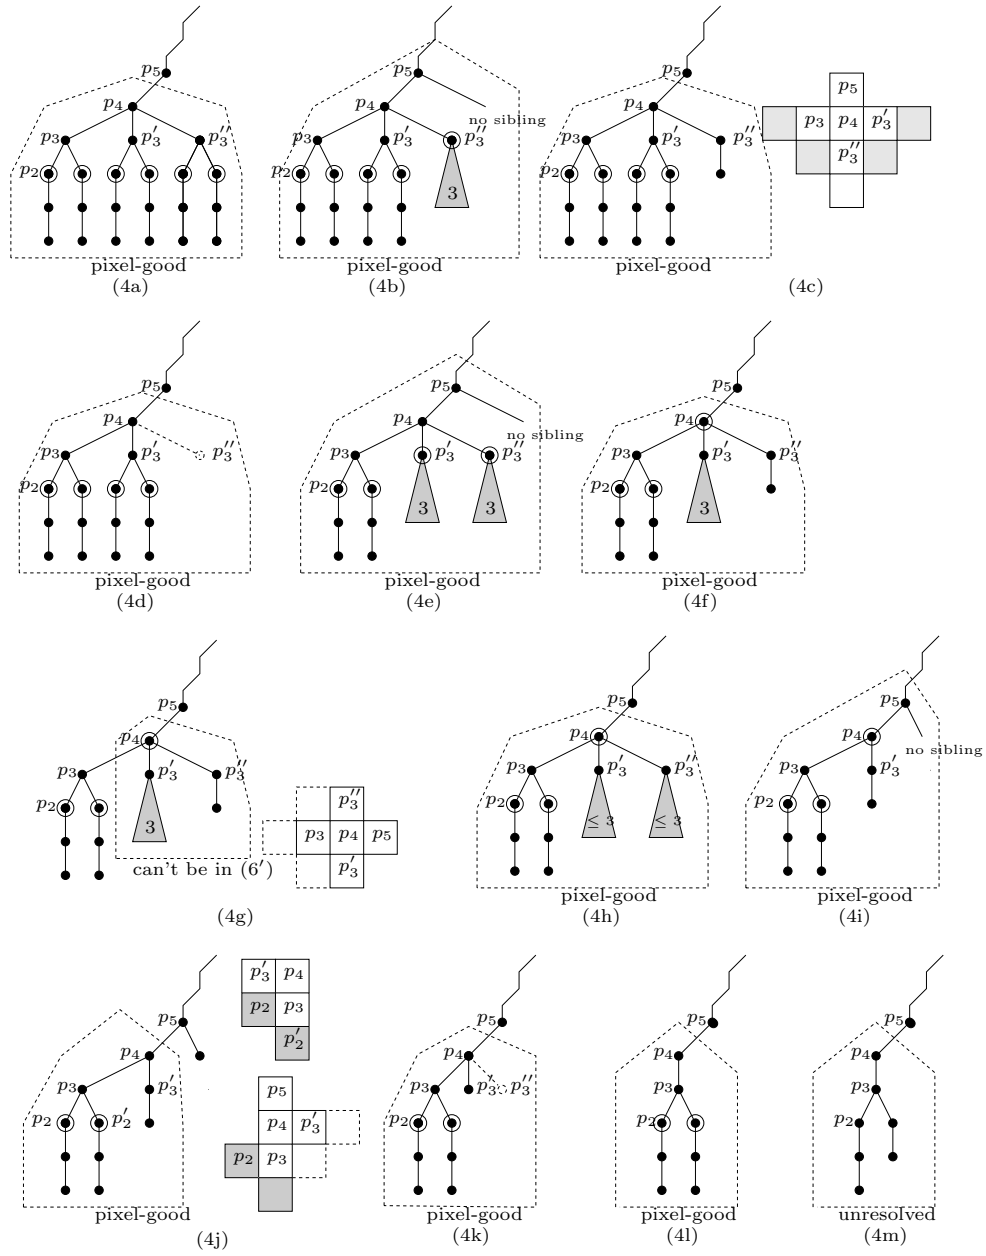 p5 p5 p5 p5
p4 p4 p4 p3 p4 p3′
p3 p3′ p3″ no sibling p3 p3′ p3″ p3 p3′ p3″ p3″
p2 p2 3 p2
pixel-good pixel-good pixel-good
(4a) (4b) (4c)
p5 p5 p5
p4 p4 p4
p3 p3′ p3″ p3 p3′ p3″ no sibling p3 p3′ p3″
p2 p2 3 3 p2 3
pixel-good pixel-good pixel-good
(4d) (4e) (4f)
p5 p5 p5
p4 p4 p4 no sibling
p3 p3′ p3″ p3″ p3 p3′ p3″ p3 p3′
p2 3 p3 p4 p5 p2 ≤ 3 ≤ 3 p2
can't be in (6′) p3′
pixel-good pixel-good
(4g) (4h) (4i)
p5 p3′ p4 p5 p5 p5
p4 p2 p3 p4 p4 p4
p3 p3′ p2′ p5 p3 p3′ p3″ p3 p3
p2 p2′ p4 p3′ p2 p2 p2
p2 p3
pixel-good pixel-good pixel-good unresolved
(4j) (4k) (4l) (4m)